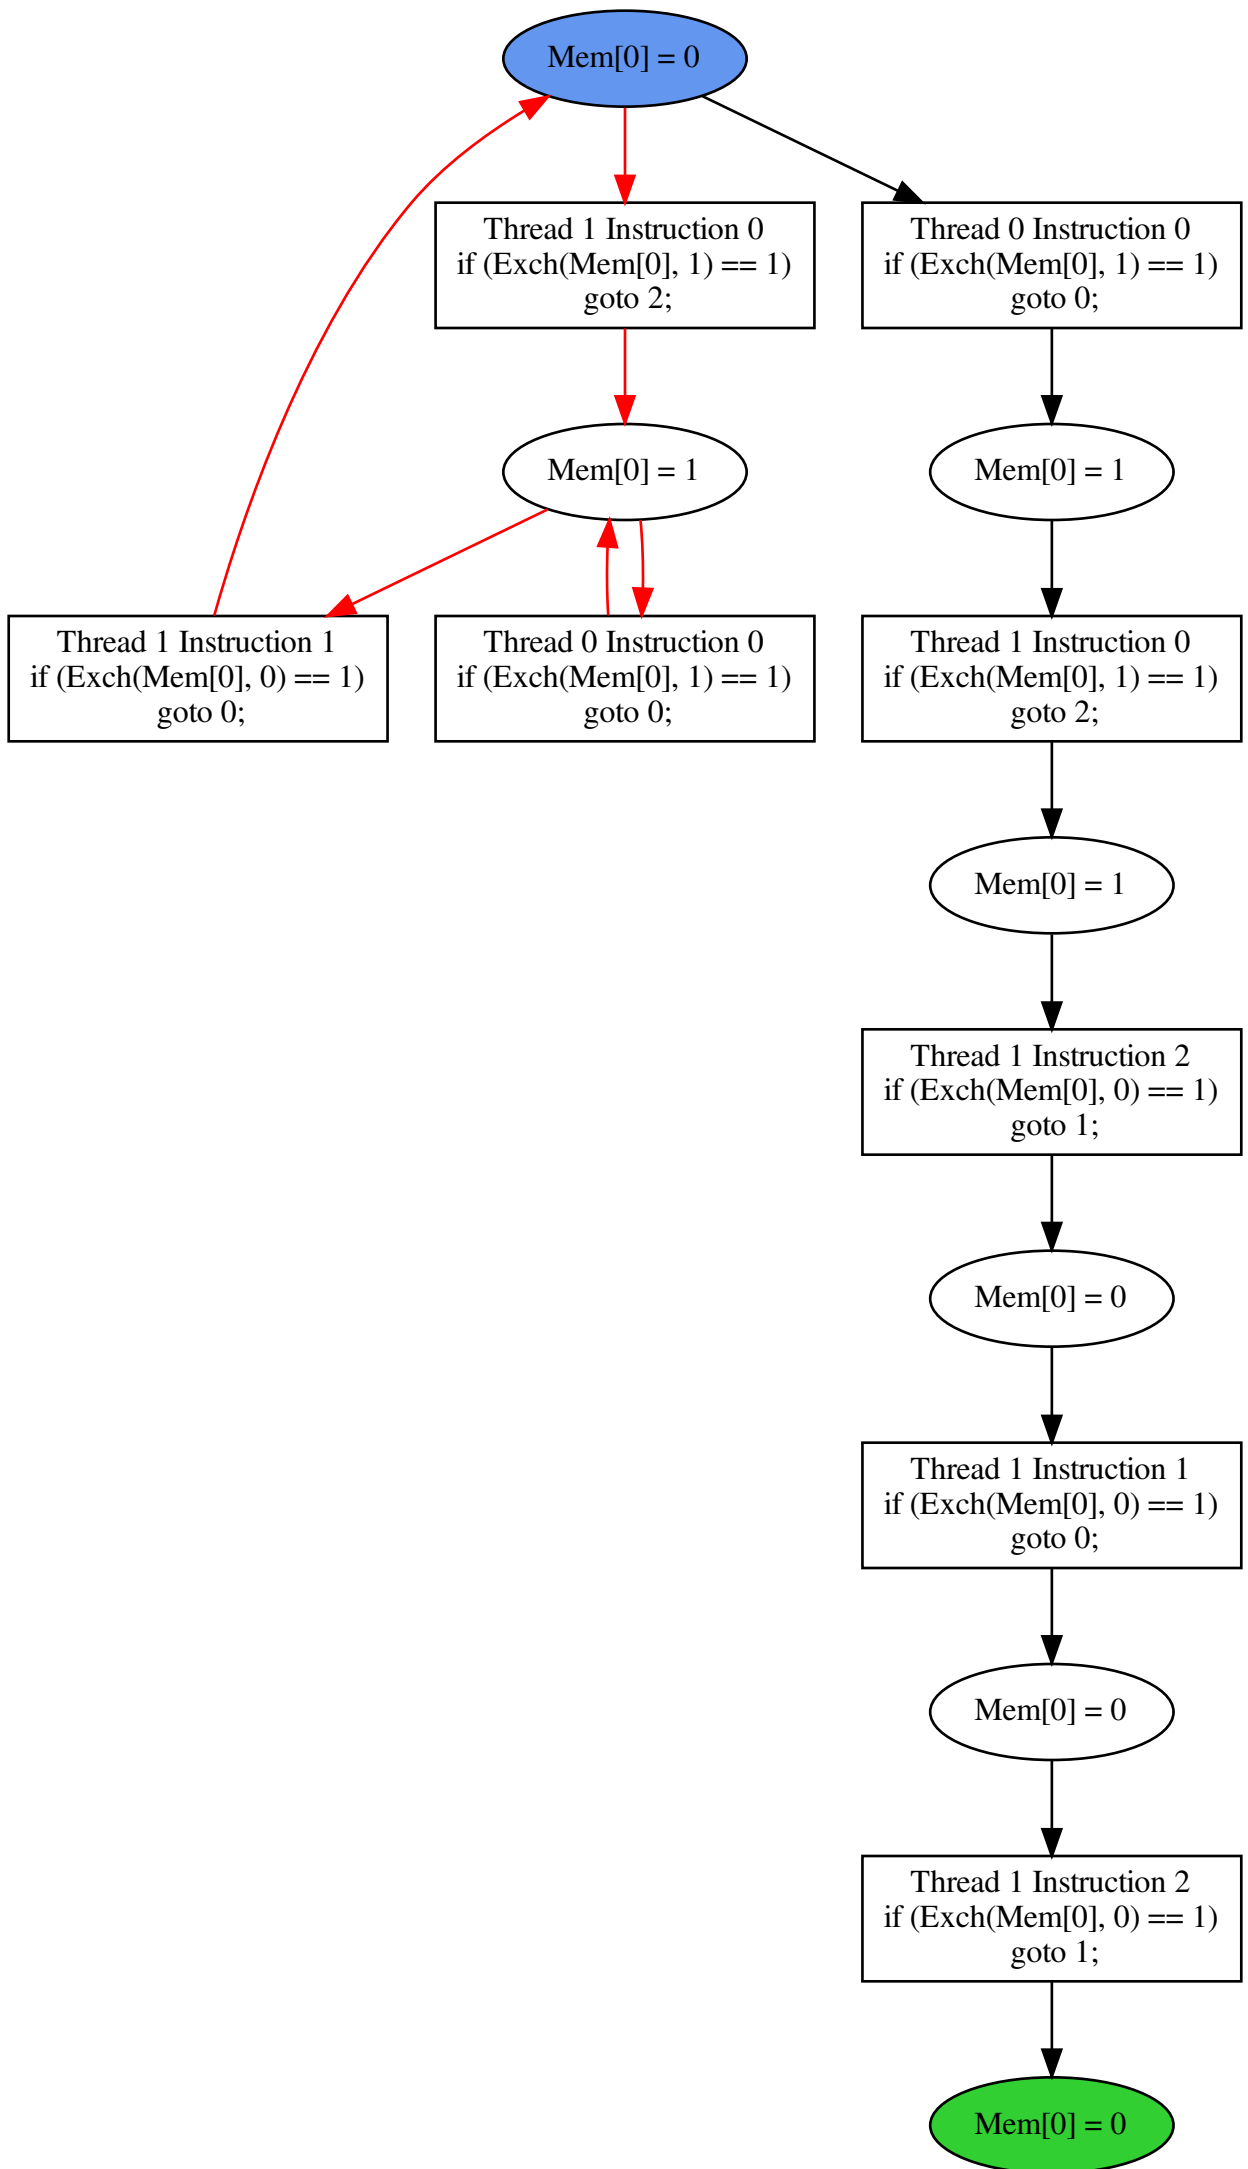 Mem[0] = 0
Thread 1 Instruction 0
if (Exch(Mem[0], 1) == 1)
goto 2;
Thread 0 Instruction 0
if (Exch(Mem[0], 1) == 1)
goto 0;
Mem[0] = 1
Mem[0] = 1
Thread 1 Instruction 1
if (Exch(Mem[0], 0) == 1)
goto 0;
Thread 0 Instruction 0
if (Exch(Mem[0], 1) == 1)
goto 0;
Thread 1 Instruction 0
if (Exch(Mem[0], 1) == 1)
goto 2;
Mem[0] = 1
Thread 1 Instruction 2
if (Exch(Mem[0], 0) == 1)
goto 1;
Mem[0] = 0
Thread 1 Instruction 1
if (Exch(Mem[0], 0) == 1)
goto 0;
Mem[0] = 0
Thread 1 Instruction 2
if (Exch(Mem[0], 0) == 1)
goto 1;
Mem[0] = 0